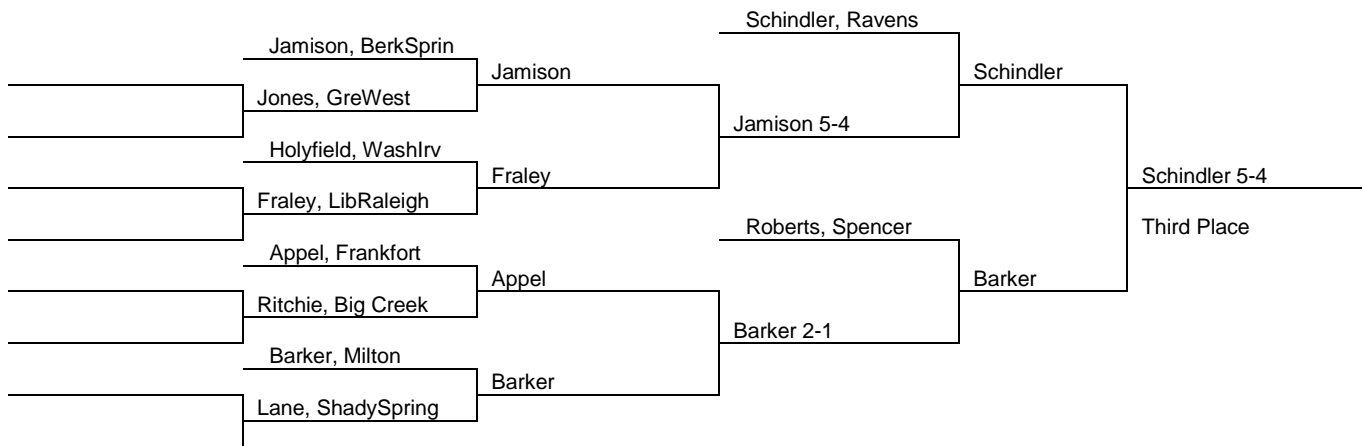 Schindler, Ravens
Jamison, BerkSprin
Jamison
Schindler
Jones, GreWest
Jamison 5-4
Holyfield, WashIrv
Fraley
Schindler 5-4
Fraley, LibRaleigh
Roberts, Spencer
Third Place
Appel, Frankfort
Appel
Barker
Ritchie, Big Creek
Barker 2-1
Barker, Milton
Barker
Lane, ShadySpring